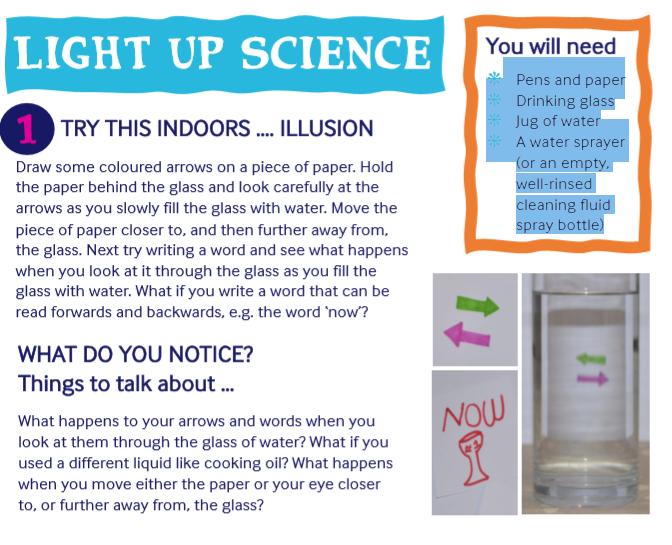 LIGHT UP SCIENCE
1 TRY THIS INDOORS .... ILLUSION
Draw some coloured arrows on a piece of paper. Hold
the paper behind the glass and look carefully at the
arrows as you slowly fill the glass with water. Move the
piece of paper closer to, and then further away from,
the glass. Next try writing a word and see what happens
when you look at it through the glass as you fill the
glass with water. What if you write a word that can be
read forwards and backwards, e.g. the word ‘now’?
WHAT DO YOU NOTICE?
Things to talk about ...
What happens to your arrows and words when you
look at them through the glass of water? What if you
used a different liquid like cooking oil? What happens
when you move either the paper or your eye closer
to, or further away from, the glass?
You will need
Pens and paper
Drinking glass
Jug of water
A water sprayer
(or an empty,
well-rinsed
cleaning fluid
spray bottle)
NOW